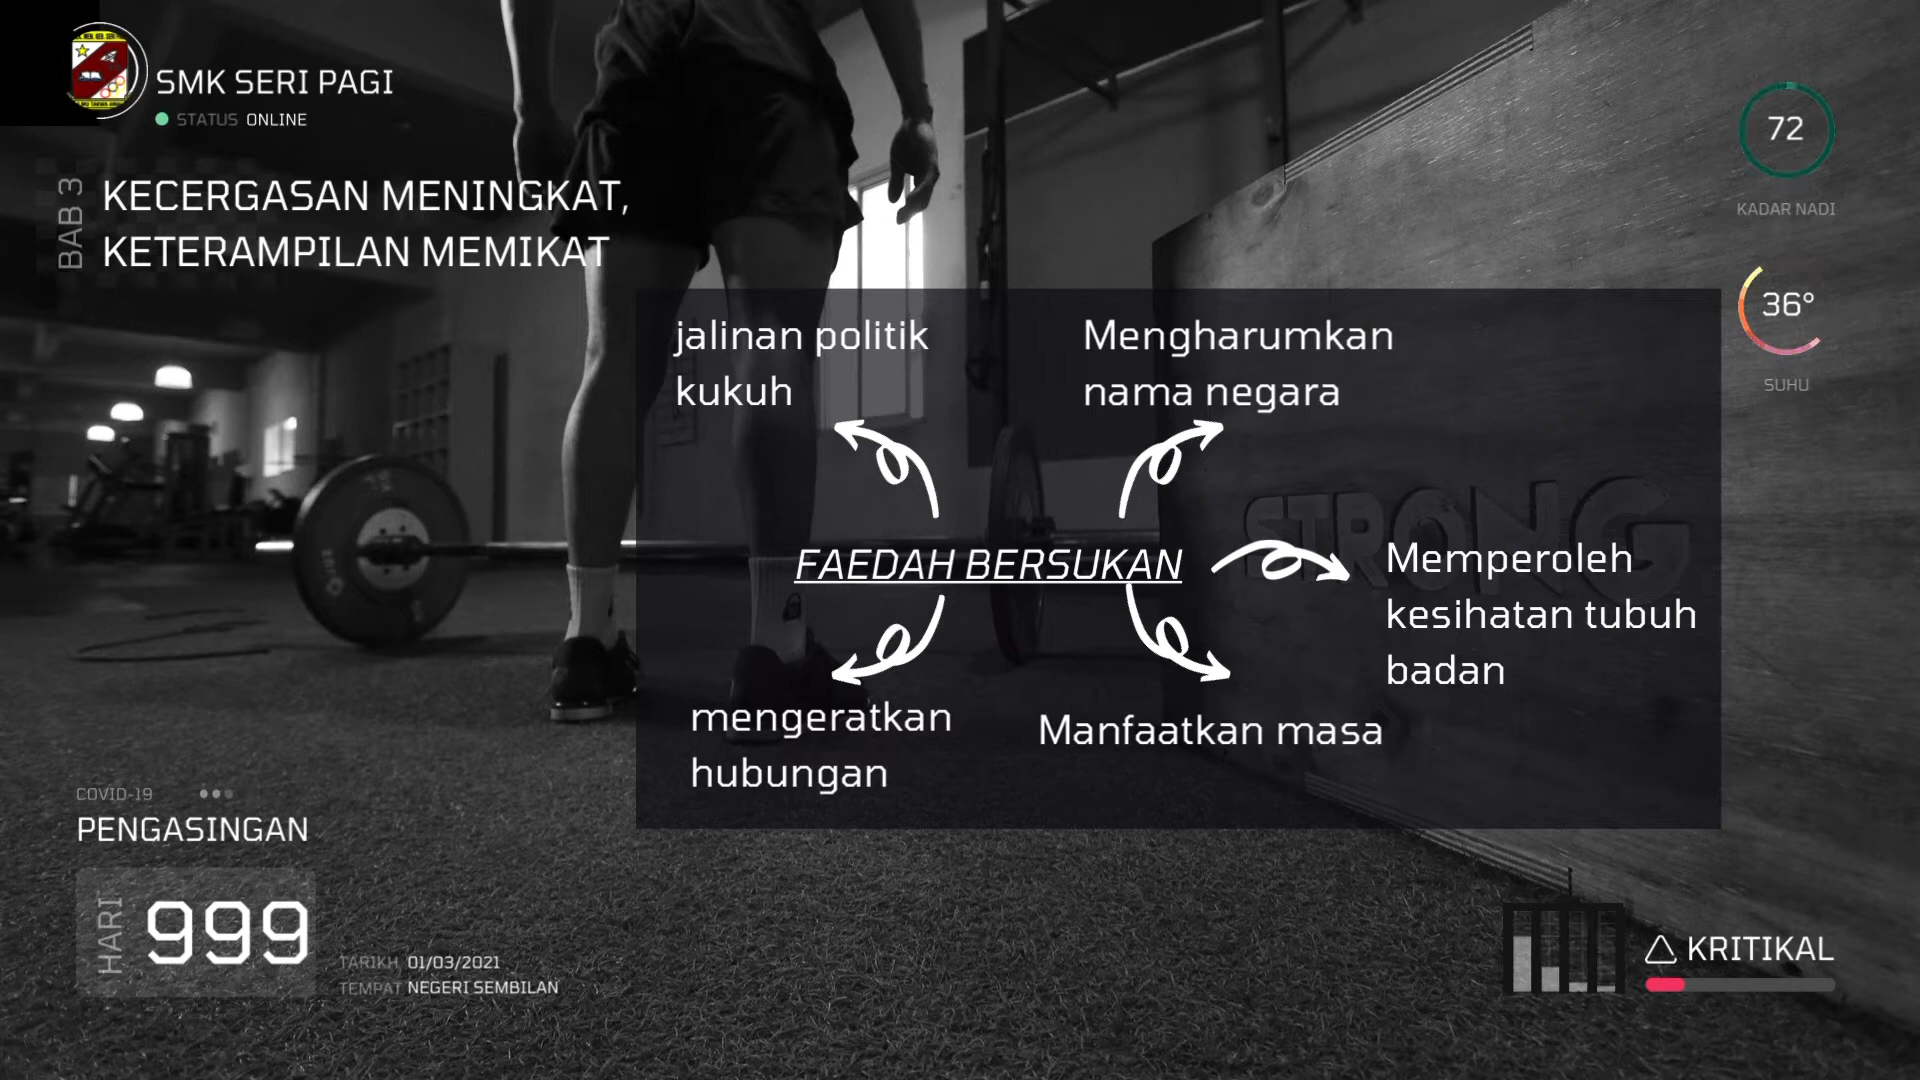 SMK SERI PAGI
STATUS ONLINE
BAB 3
KECERGASAN MENINGKAT,
KETERAMPILAN MEMIKAT
72
KADAR NADI
36°
SUHU
jalinan politik
kukuh
Mengharumkan
nama negara
STRONG
FAEDAH BERSUKAN
Memperoleh
kesihatan tubuh
badan
mengeratkan
hubungan
Manfaatkan masa
COVID-19
PENGASINGAN
HARI
999
TARIKH 01/03/2021
TEMPAT NEGERI SEMBILAN
KRITIKAL